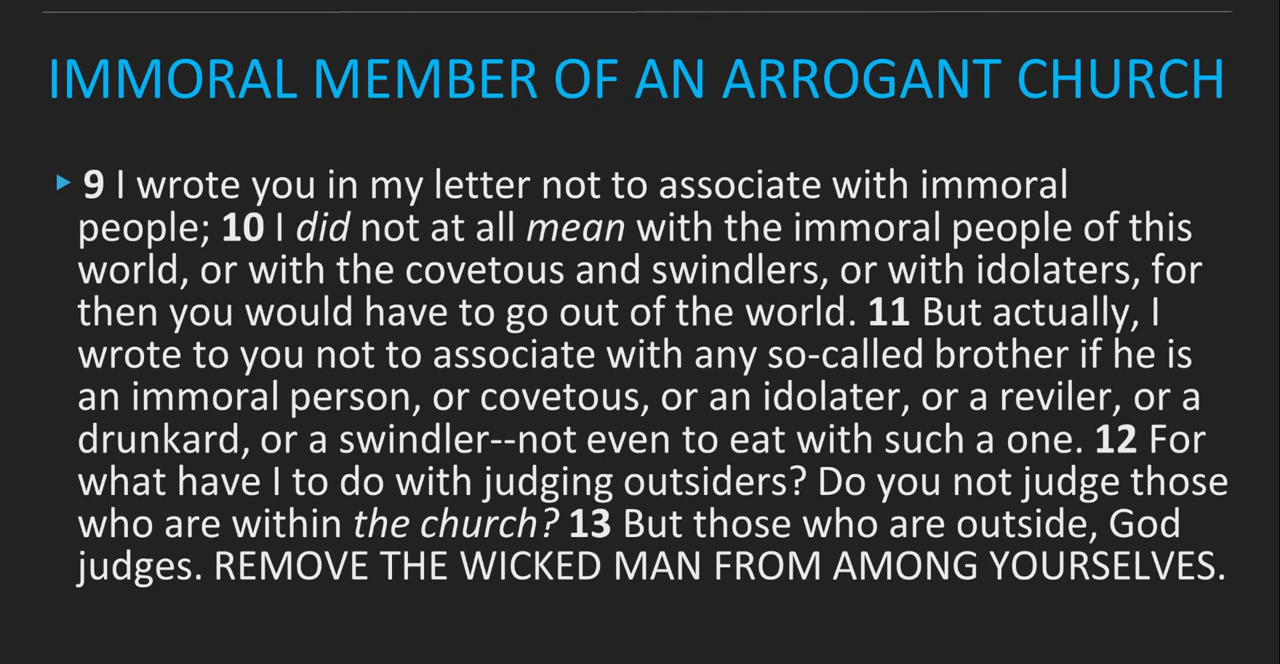 IMMORAL MEMBER OF AN ARROGANT CHURCH
9 I wrote you in my letter not to associate with immoral
people; 10 I did not at all mean with the immoral people of this
world, or with the covetous and swindlers, or with idolaters, for
then you would have to go out of the world. 11 But actually, I
wrote to you not to associate with any so-called brother if he is
an immoral person, or covetous, or an idolater, or a reviler, or a
drunkard, or a swindler--not even to eat with such a one. 12 For
what have I to do with judging outsiders? Do you not judge those
who are within the church? 13 But those who are outside, God
judges. REMOVE THE WICKED MAN FROM AMONG YOURSELVES.